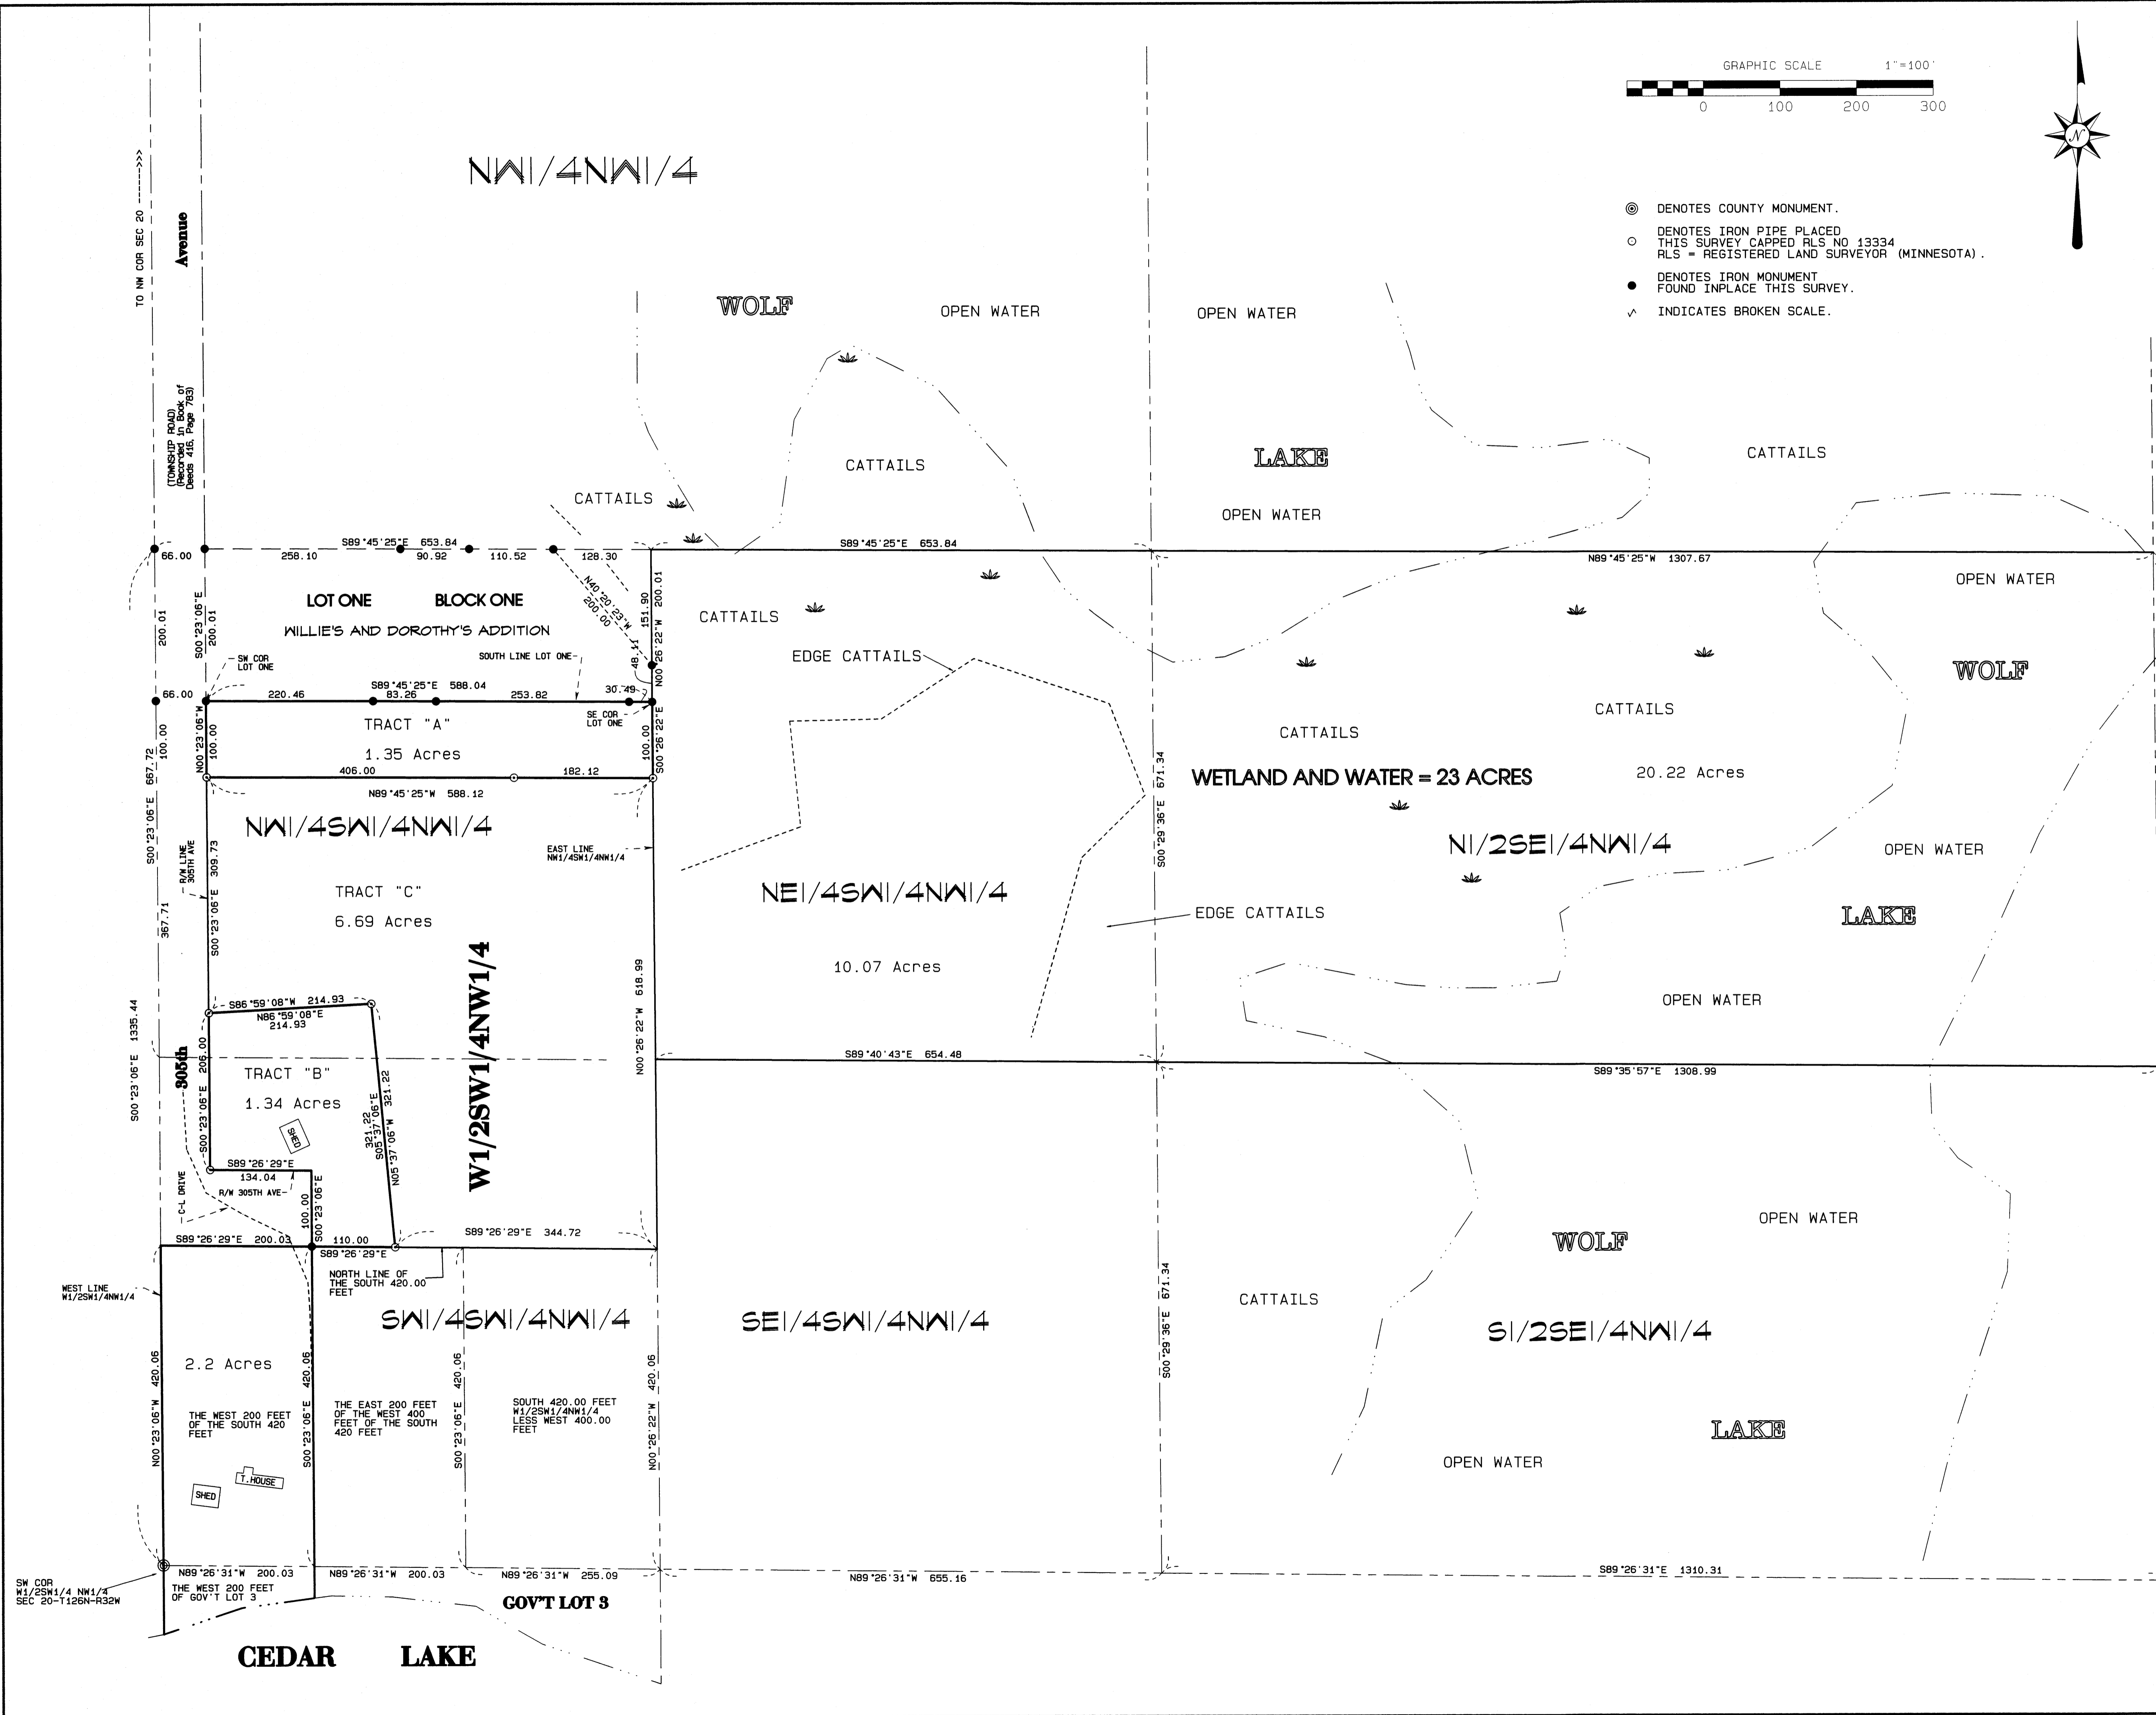 GRAPHIC SCALE 1"=100'
0 100 200 300
N
DENOTES COUNTY MONUMENT.
DENOTES IRON PIPE PLACED
THIS SURVEY CAPPED RLS NO 13334
RLS = REGISTERED LAND SURVEYOR (MINNESOTA).
DENOTES IRON MONUMENT
FOUND INPLACE THIS SURVEY.
INDICATES BROKEN SCALE.
TO NW COR SEC 20 ------->>>>
Avenue
(TOWNSHIP ROAD)
(Recorded in Book of
Deeds 416, Page 783)
NW1/4NW1/4
WOLF
OPEN WATER
OPEN WATER
LAKE
CATTAILS
CATTAILS
CATTAILS
OPEN WATER
S89°45'25"E 653.84
66.00
258.10
90.92
110.52
128.30
S89°45'25"E 653.84
N89°45'25"W 1307.67
200.01
S00°23'06"E
200.01
LOT ONE BLOCK ONE
WILLIE'S AND DOROTHY'S ADDITION
N40°20'23"W
200.00
151.90
48.11
N00°26'22"W 200.01
SW COR
LOT ONE
SOUTH LINE LOT ONE
CATTAILS
EDGE CATTAILS
OPEN WATER
WOLF
66.00
S89°45'25"E 588.04
220.46
83.26
253.82
30.49
SE COR
LOT ONE
TRACT "A"
1.35 Acres
100.00
N00°23'06"W
100.00
100.00
S00°26'22"E
406.00
182.12
N89°45'25"W 588.12
CATTAILS
CATTAILS
WETLAND AND WATER = 23 ACRES
20.22 Acres
S00°23'06"E 667.72
S00°29'36"E 671.34
NW1/4SW1/4NW1/4
EAST LINE
NW1/4SW1/4NW1/4
R/W LINE
305TH AVE
S00°23'06"E 309.73
367.71
TRACT "C"
6.69 Acres
NE1/4SW1/4NW1/4
10.07 Acres
EDGE CATTAILS
N1/2SE1/4NW1/4
OPEN WATER
LAKE
OPEN WATER
W1/2SW1/4NW1/4
N00°26'22"W 618.99
S86°59'08"W 214.93
N86°59'08"E
214.93
S00°23'06"E 1335.44
305th
S00°23'06"E 206.00
TRACT "B"
1.34 Acres
SHED
321.22
S05°37'06"E
N05°37'06"W 321.22
S89°40'43"E 654.48
S89°35'57"E 1308.99
S89°26'29"E
134.04
R/W 305TH AVE
C-L DRIVE
100.00
S00°23'06"E
S89°26'29"E 200.03
110.00
S89°26'29"E
S89°26'29"E 344.72
NORTH LINE OF
THE SOUTH 420.00
FEET
WEST LINE
W1/2SW1/4NW1/4
SW1/4SW1/4NW1/4
SE1/4SW1/4NW1/4
S1/2SE1/4NW1/4
OPEN WATER
WOLF
CATTAILS
LAKE
OPEN WATER
S00°29'36"E 671.34
2.2 Acres
N00°23'06"W 420.06
S00°23'06"E 420.06
S00°23'06"E 420.06
N00°26'22"W 420.06
THE WEST 200 FEET
OF THE SOUTH 420
FEET
THE EAST 200 FEET
OF THE WEST 400
FEET OF THE SOUTH
420 FEET
SOUTH 420.00 FEET
W1/2SW1/4NW1/4
LESS WEST 400.00
FEET
T.HOUSE
SHED
SW COR
W1/2SW1/4 NW1/4
SEC 20-T126N-R32W
N89°26'31"W 200.03
N89°26'31"W 200.03
N89°26'31"W 255.09
N89°26'31"W 655.16
S89°26'31"E 1310.31
THE WEST 200 FEET
OF GOV'T LOT 3
GOV'T LOT 3
CEDAR LAKE